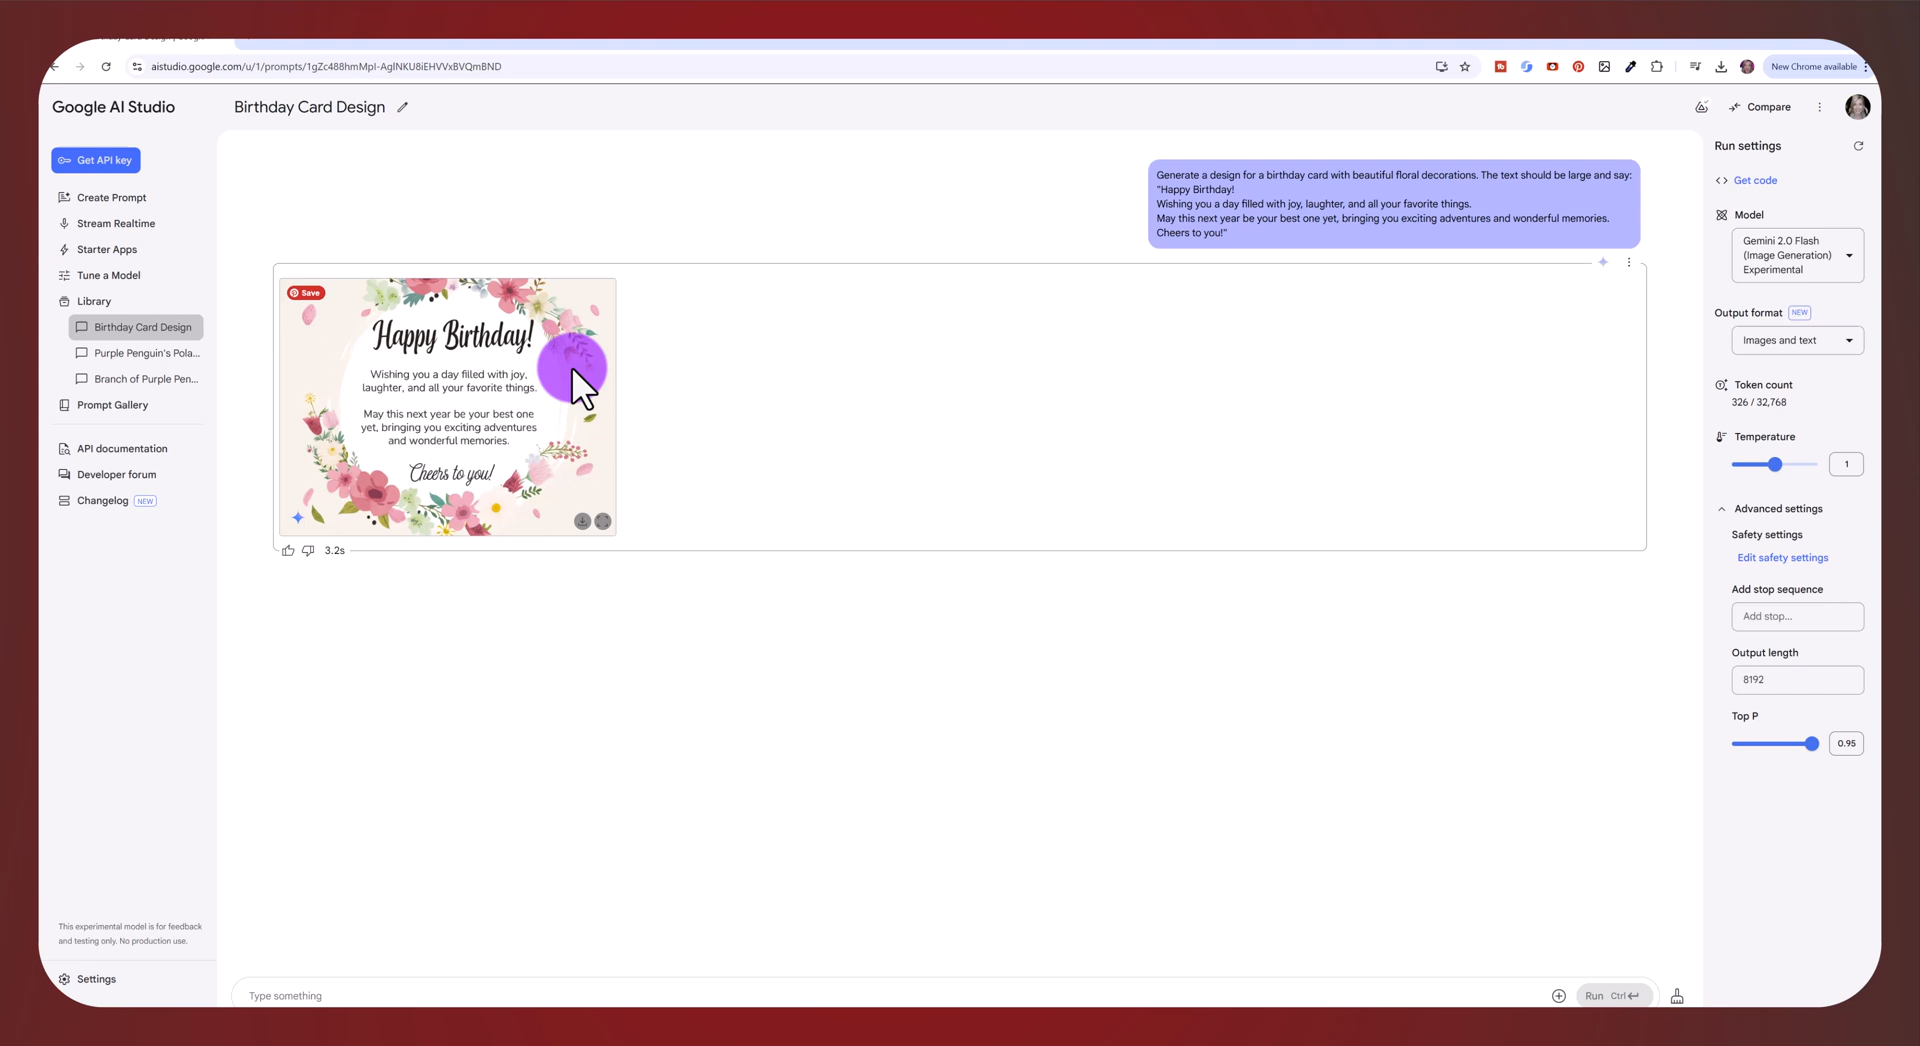 aistudio.google.com/u/1/prompts/1gZc488hmMpI-AgINKU8iEHVVxBVQmBND
New Chrome available
Google AI Studio
Birthday Card Design
Compare
Get API key
Create Prompt
Stream Realtime
Starter Apps
Tune a Model
Library
Birthday Card Design
Purple Penguin's Pola...
Branch of Purple Pen...
Prompt Gallery
API documentation
Developer forum
Changelog NEW
This experimental model is for feedback
and testing only. No production use.
Settings
Generate a design for a birthday card with beautiful floral decorations. The text should be large and say:
"Happy Birthday!
Wishing you a day filled with joy, laughter, and all your favorite things.
May this next year be your best one yet, bringing you exciting adventures and wonderful memories.
Cheers to you!"
Save
Happy Birthday!
Wishing you a day filled with joy,
laughter, and all your favorite things.
May this next year be your best one
yet, bringing you exciting adventures
and wonderful memories.
Cheers to you!
3.2s
Type something
Run Ctrl
Run settings
Get code
Model
Gemini 2.0 Flash
(Image Generation)
Experimental
Output format NEW
Images and text
Token count
326 / 32,768
Temperature
1
Advanced settings
Safety settings
Edit safety settings
Add stop sequence
Add stop...
Output length
8192
Top P
0.95